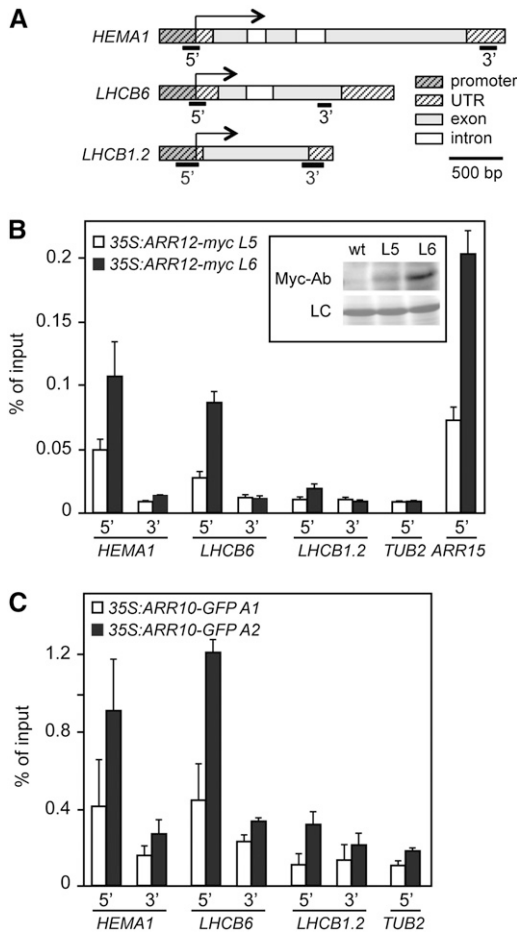 A
HEMA1
5’
3’
LHCB6
5’
3’
LHCB1.2
5’
3’
promoter
UTR
exon
intron
500 bp
B
35S:ARR12-myc L5
35S:ARR12-myc L6
wt L5 L6
Myc-Ab
LC
% of input
0.2
0.15
0.1
0.05
0
5’ 3’ 5’ 3’ 5’ 3’ 5’ 5’
HEMA1 LHCB6 LHCB1.2 TUB2 ARR15
C
35S:ARR10-GFP A1
35S:ARR10-GFP A2
% of input
1.2
0.8
0.4
0
5’ 3’ 5’ 3’ 5’ 3’ 5’
HEMA1 LHCB6 LHCB1.2 TUB2